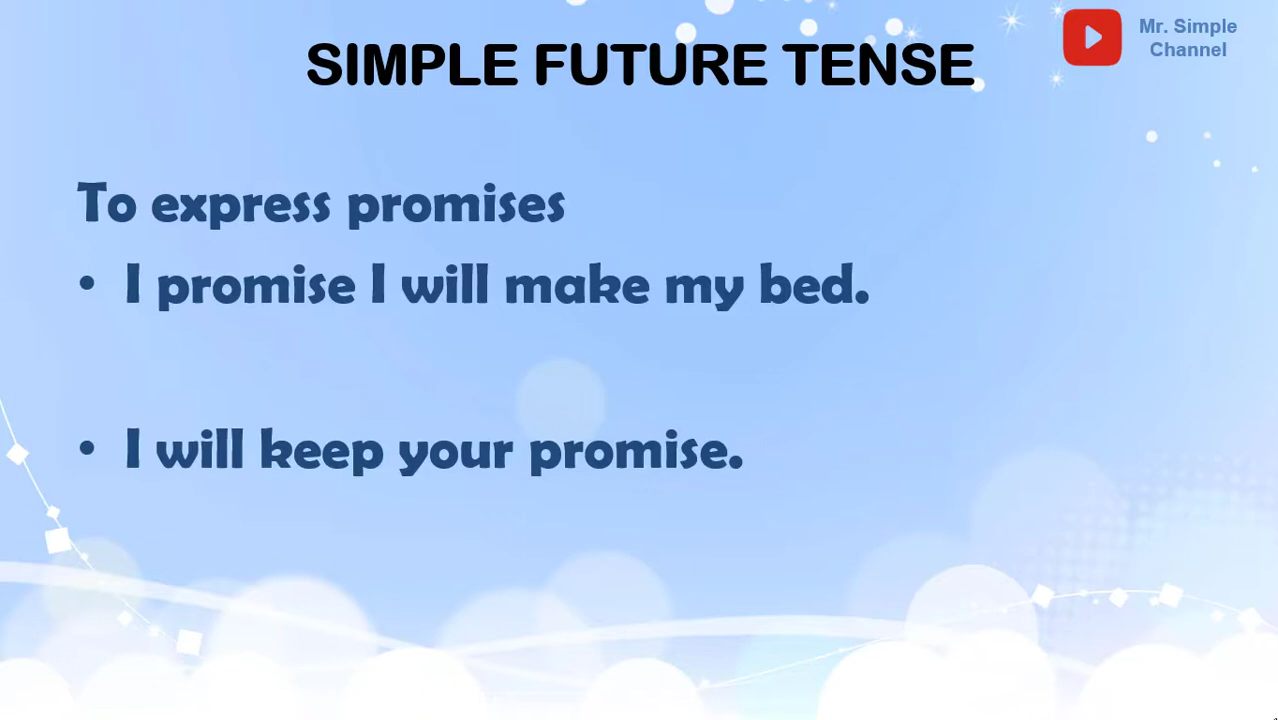 Mr. Simple
Channel
SIMPLE FUTURE TENSE
To express promises
• I promise I will make my bed.
• I will keep your promise.